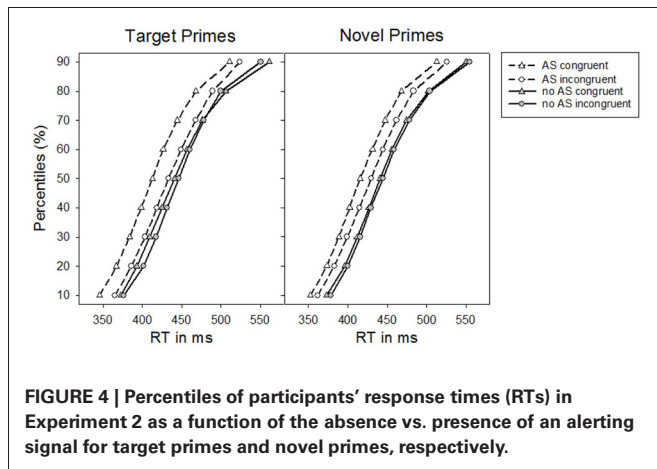 Target Primes
Novel Primes
AS congruent
AS incongruent
no AS congruent
no AS incongruent
Percentiles (%)
90
80
70
60
50
40
30
20
10
350 400 450 500 550
350 400 450 500 550
RT in ms
RT in ms
FIGURE 4 | Percentiles of participants' response times (RTs) in
Experiment 2 as a function of the absence vs. presence of an alerting
signal for target primes and novel primes, respectively.